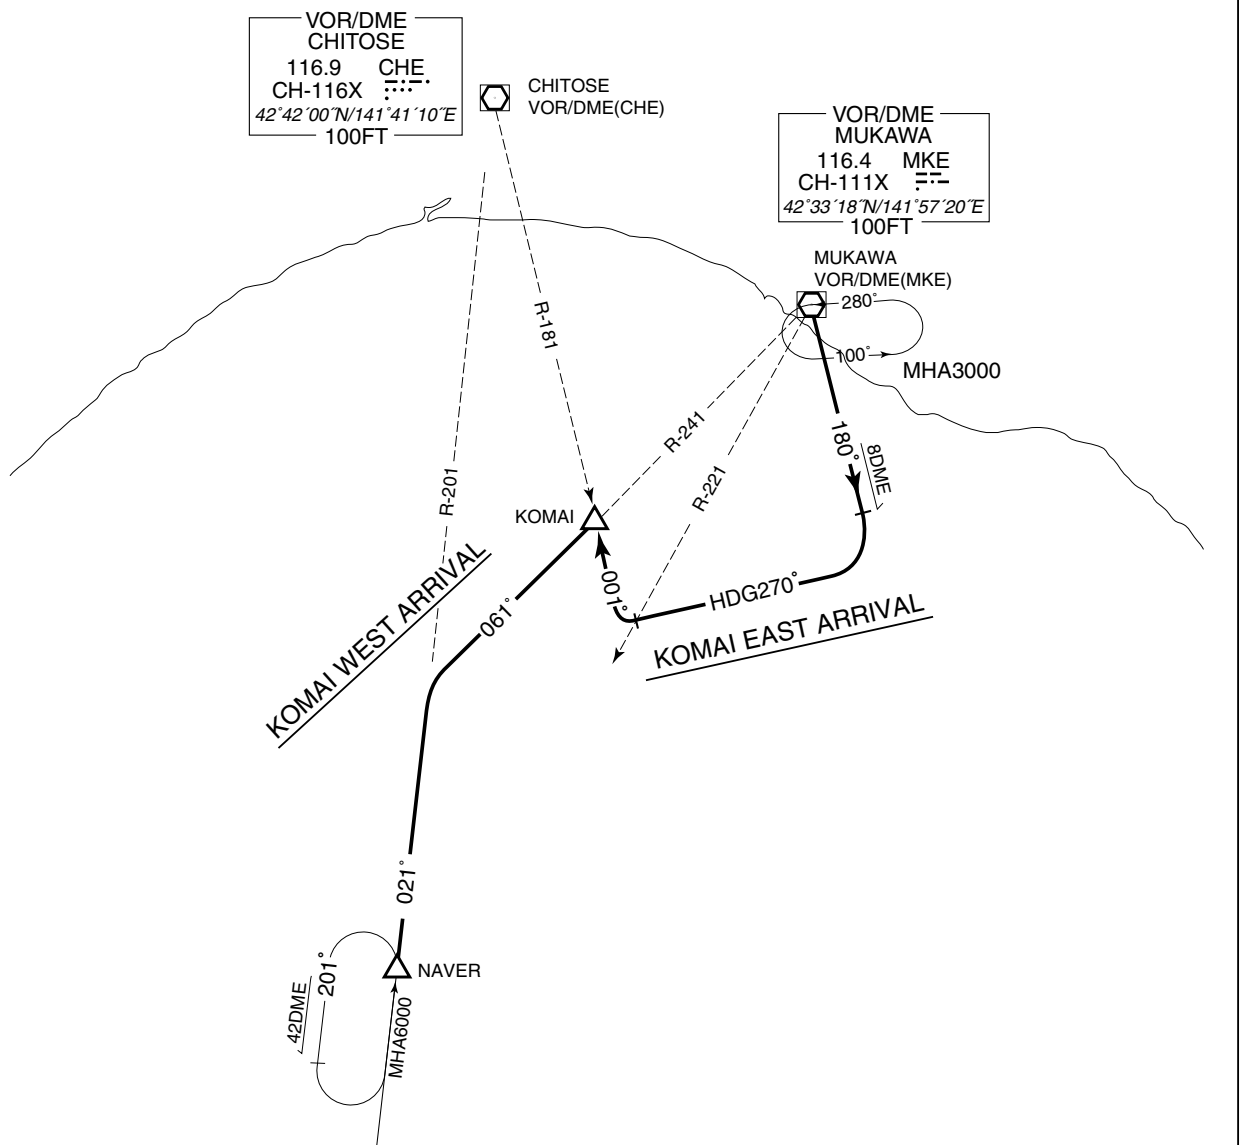 VOR/DME
CHITOSE
116.9 CHE
CH-116X
42˚42´00˝N/141˚41´10˝E
100FT
CHITOSE
VOR/DME(CHE)
VOR/DME
MUKAWA
116.4 MKE
CH-111X
42˚33´18˝N/141˚57´20˝E
100FT
MUKAWA
VOR/DME(MKE)
280˚
100˚
MHA3000
R-181
R-241
R-221
R-201
180˚
8DME
KOMAI
001˚
HDG270˚
KOMAI EAST ARRIVAL
KOMAI WEST ARRIVAL
061˚
021˚
NAVER
201˚
42DME
MHA6000